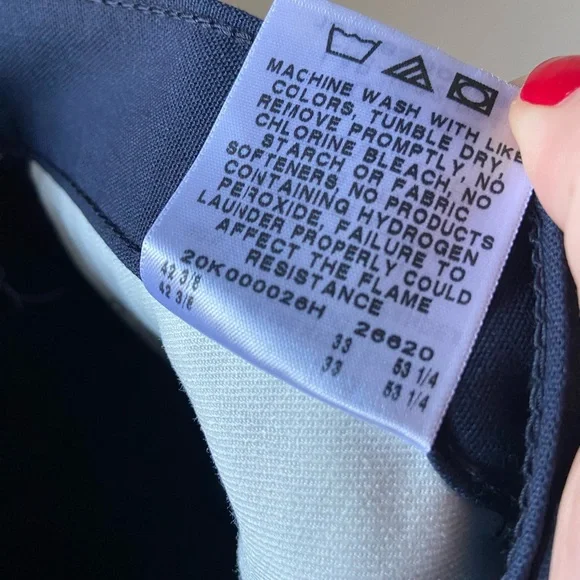 MACHINE WASH WITH LIKE
COLORS, TUMBLE DRY,
REMOVE PROMPTLY, NO
CHLORINE BLEACH, NO
STARCH OR FABRIC
SOFTENERS NO PRODUCTS
CONTAINING HYDROGEN
PEROXIDE, FAILURE TO
LAUNDER PROPERLY COULD
AFFECT THE FLAME
RESISTANCE
20K000026H 26620
42 3/8 33 53 1/4
42 3/8 33 53 1/4